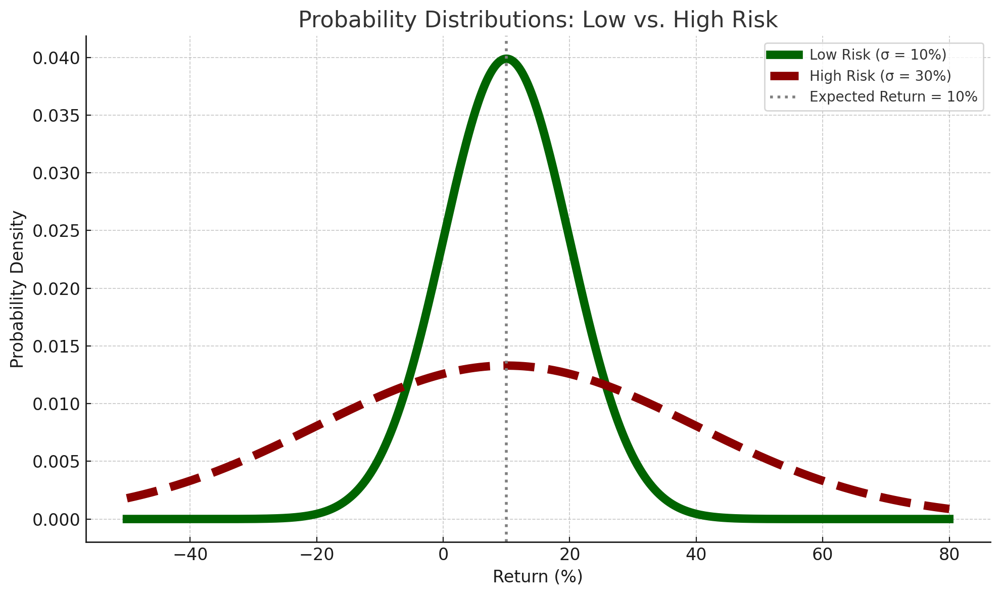 Probability Distributions: Low vs. High Risk
Low Risk (σ = 10%)
High Risk (σ = 30%)
Expected Return = 10%
Probability Density
0.040
0.035
0.030
0.025
0.020
0.015
0.010
0.005
0.000
−40
−20
0
20
40
60
80
Return (%)